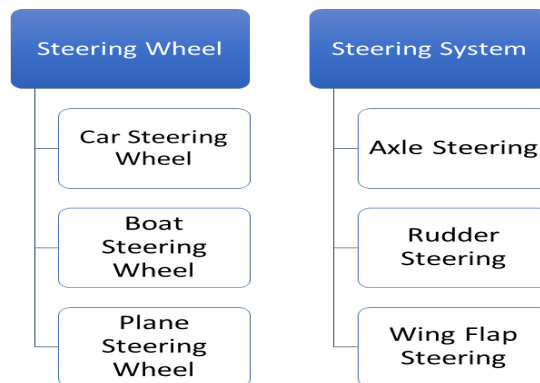 Steering Wheel
Car Steering
Wheel
Boat
Steering
Wheel
Plane
Steering
Wheel
Steering System
Axle Steering
Rudder
Steering
Wing Flap
Steering